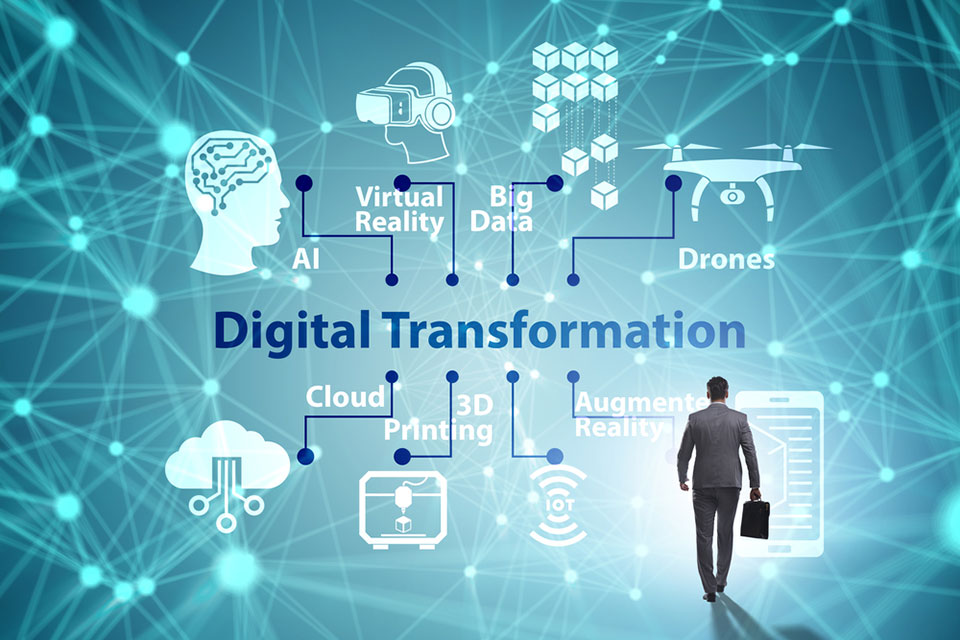 Virtual
Reality
Big
Data
AI
Drones
Digital Transformation
Cloud
3D
Printing
Augmente
Reality
IOT